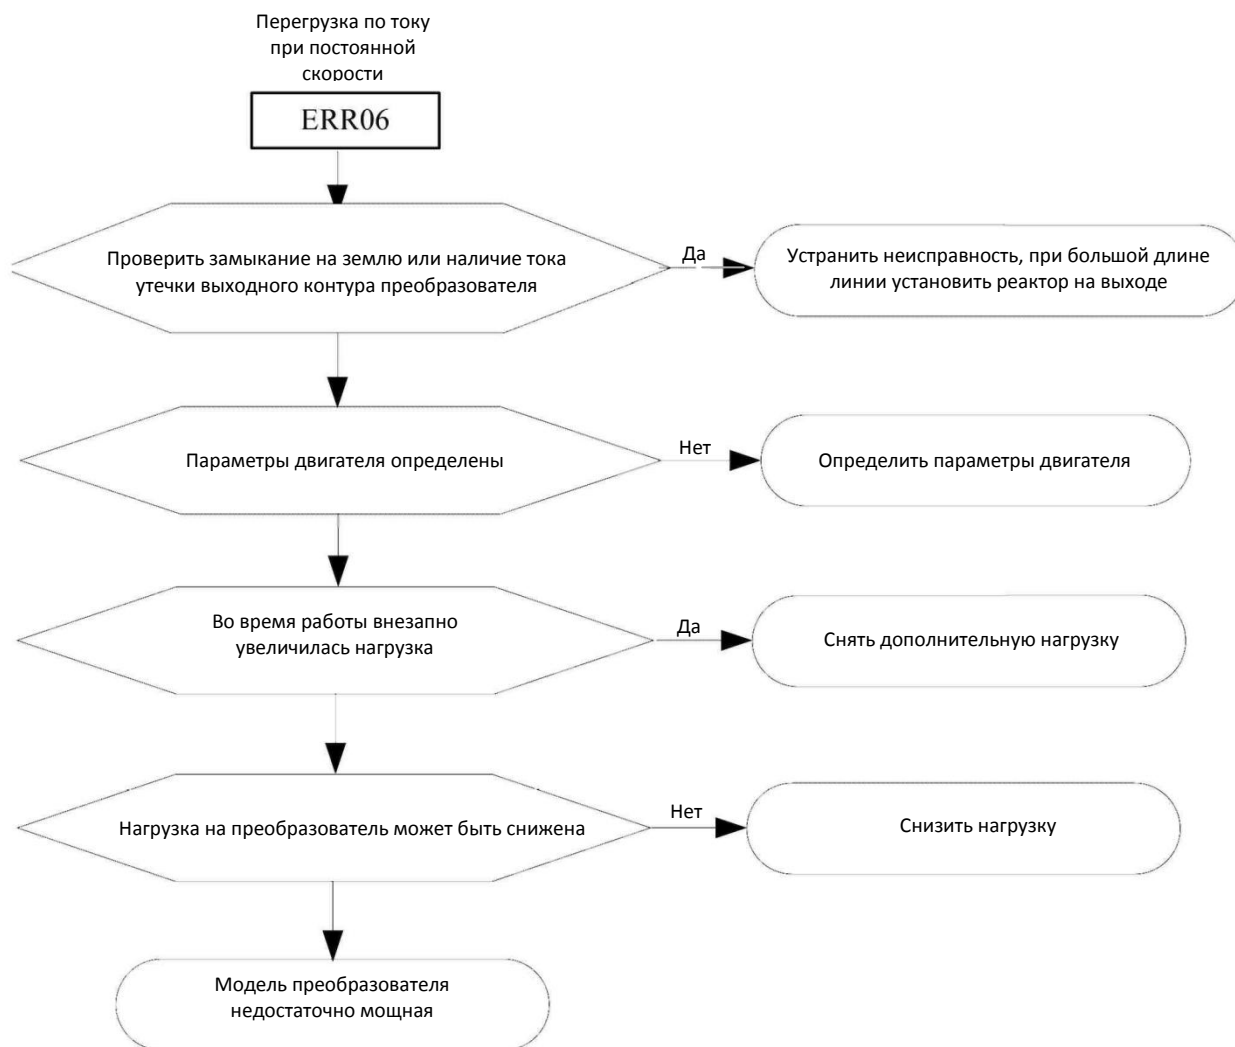 Перегрузка по току
при постоянной
скорости
ERR06
Проверить замыкание на землю или наличие тока
утечки выходного контура преобразователя
Да
Устранить неисправность, при большой длине
линии установить реактор на выходе
Параметры двигателя определены
Нет
Определить параметры двигателя
Во время работы внезапно
увеличилась нагрузка
Да
Снять дополнительную нагрузку
Нагрузка на преобразователь может быть снижена
Нет
Снизить нагрузку
Модель преобразователя
недостаточно мощная